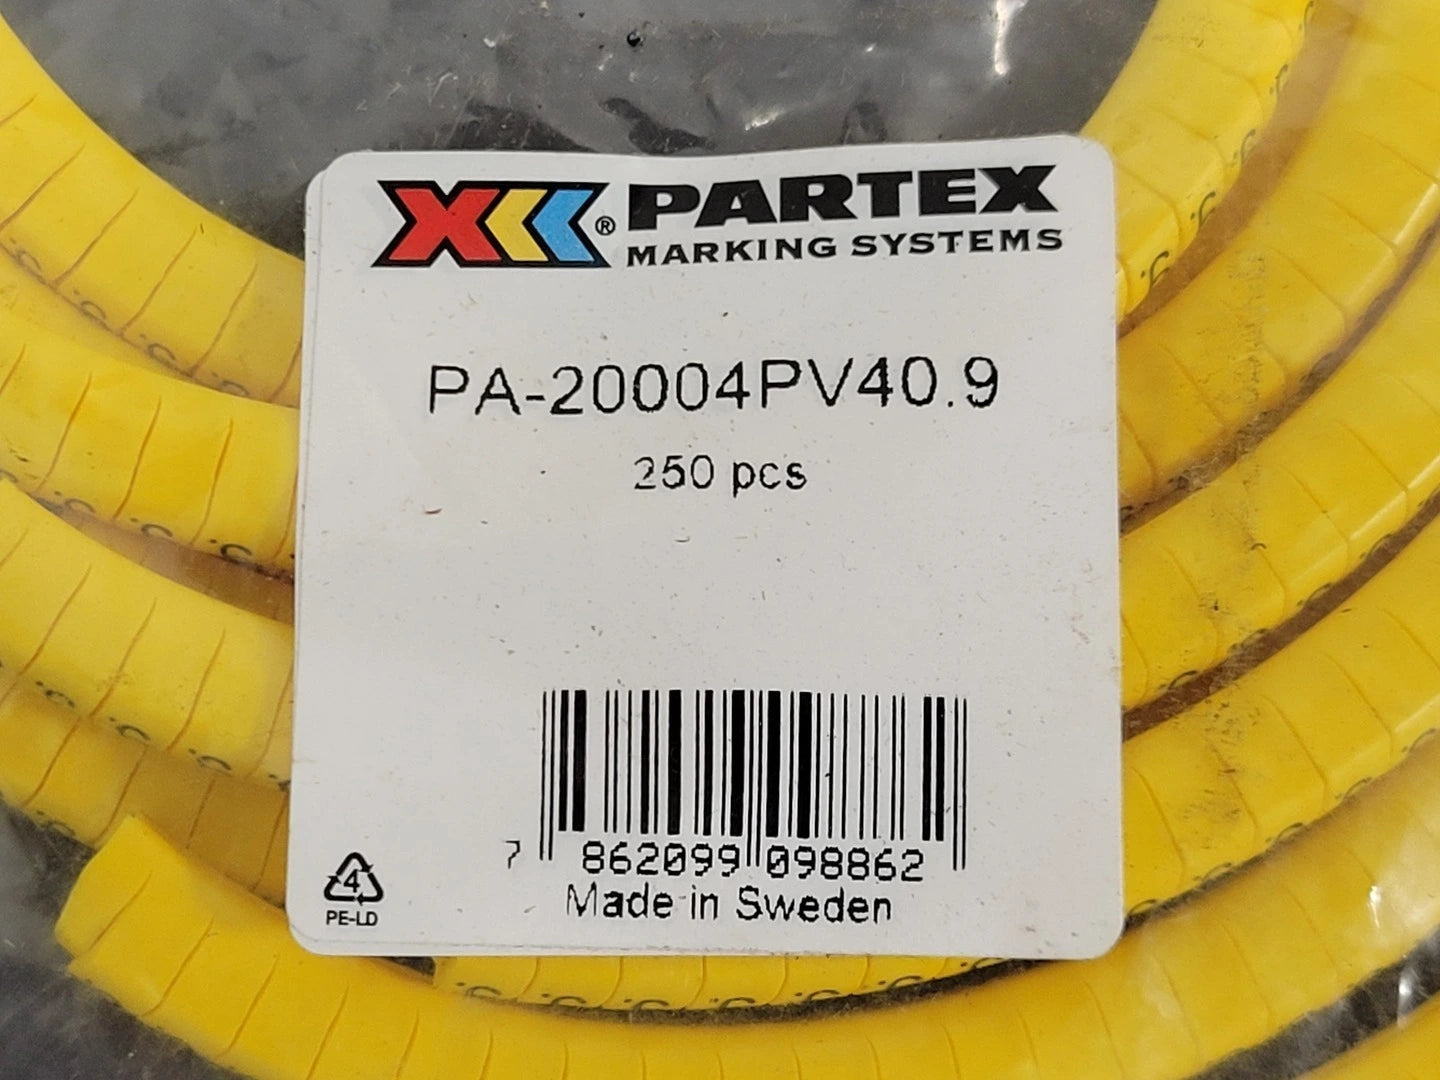 ® PARTEX
MARKING SYSTEMS
PA-20004PV40.9
250 pcs
7 862099 098862
Made in Sweden
4
PE-LD